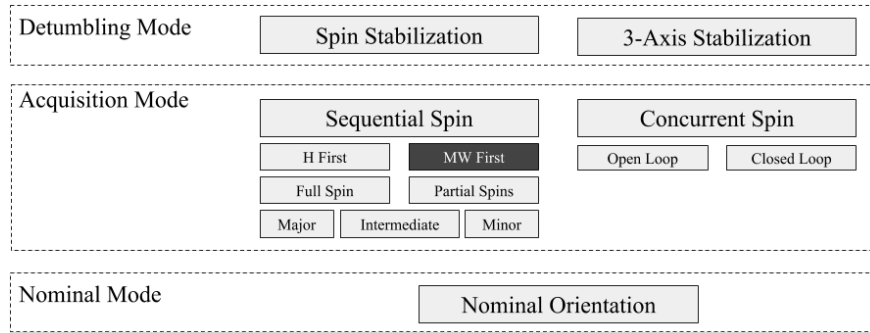 Detumbling Mode
Spin Stabilization
3-Axis Stabilization
Acquisition Mode
Sequential Spin
Concurrent Spin
H First
MW First
Open Loop
Closed Loop
Full Spin
Partial Spins
Major
Intermediate
Minor
Nominal Mode
Nominal Orientation